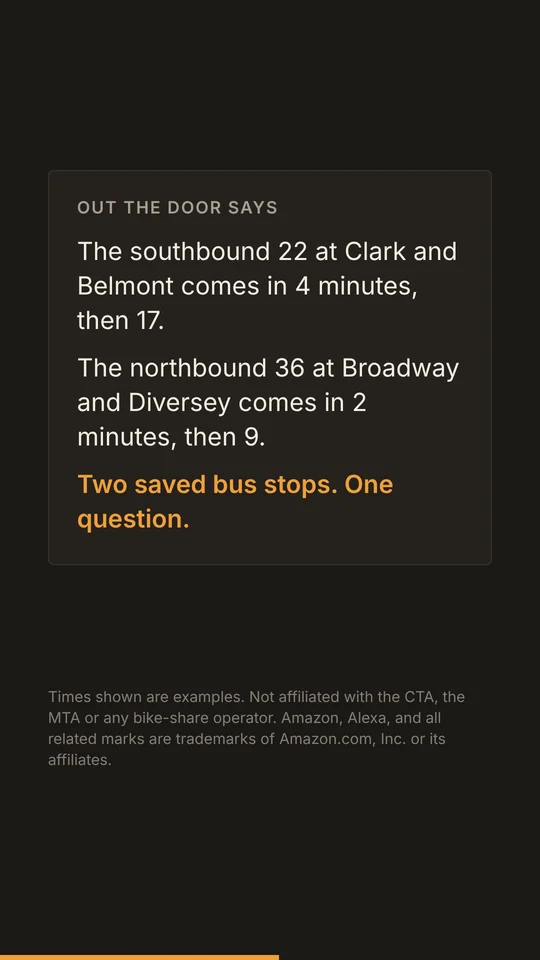 OUT THE DOOR SAYS
The southbound 22 at Clark and
Belmont comes in 4 minutes,
then 17.
The northbound 36 at Broadway
and Diversey comes in 2
minutes, then 9.
Two saved bus stops. One
question.
Times shown are examples. Not affiliated with the CTA, the
MTA or any bike-share operator. Amazon, Alexa, and all
related marks are trademarks of Amazon.com, Inc. or its
affiliates.